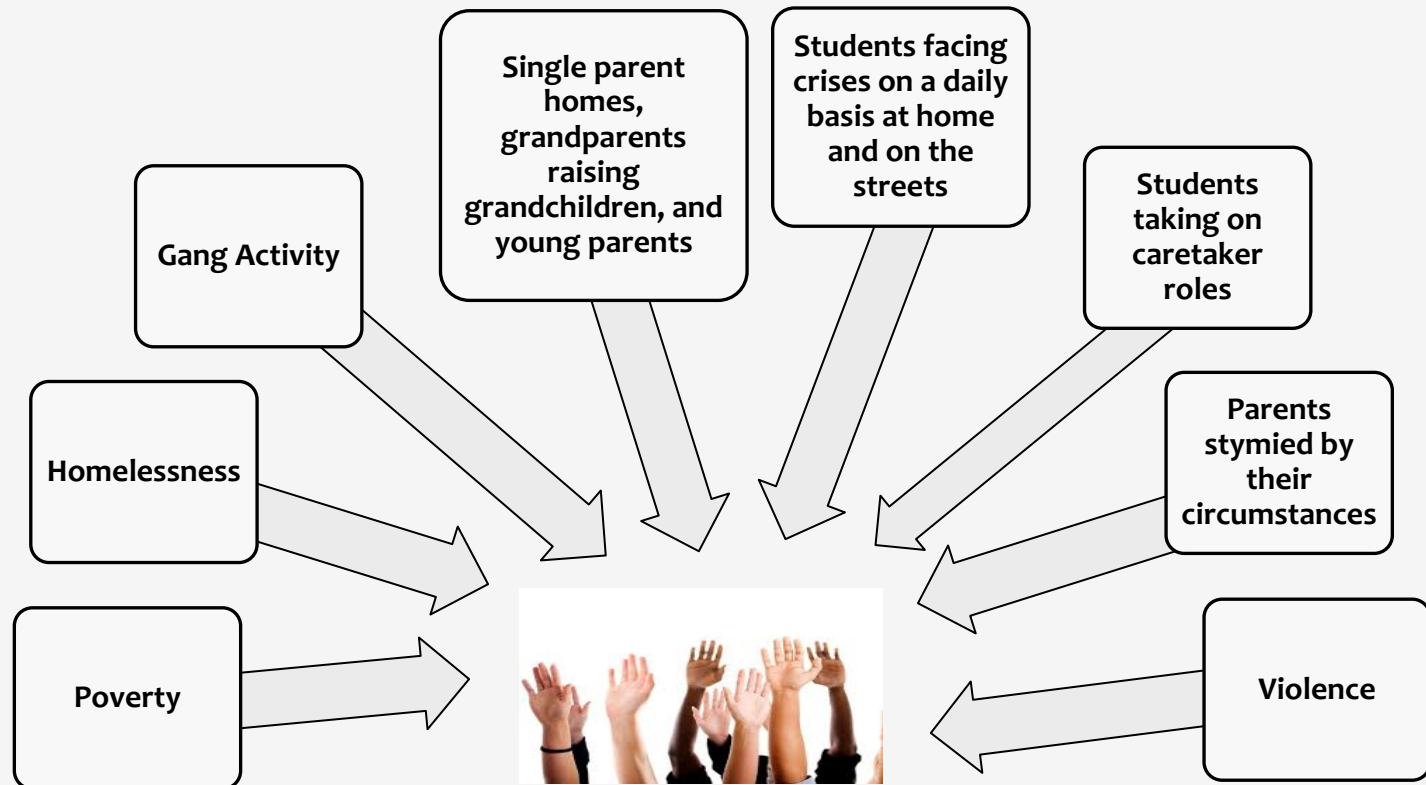 Poverty
Homelessness
Gang Activity
Single parent
homes,
grandparents
raising
grandchildren, and
young parents
Students facing
crises on a daily
basis at home
and on the
streets
Students
taking on
caretaker
roles
Parents
stymied by
their
circumstances
Violence